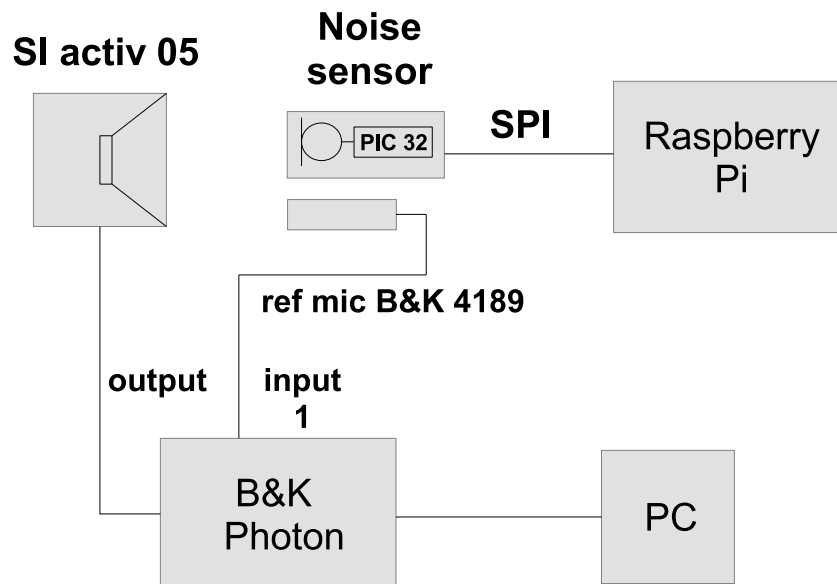 SI activ 05
Noise
sensor
PIC 32
SPI
Raspberry
Pi
ref mic B&K 4189
output
input
1
B&K
Photon
PC